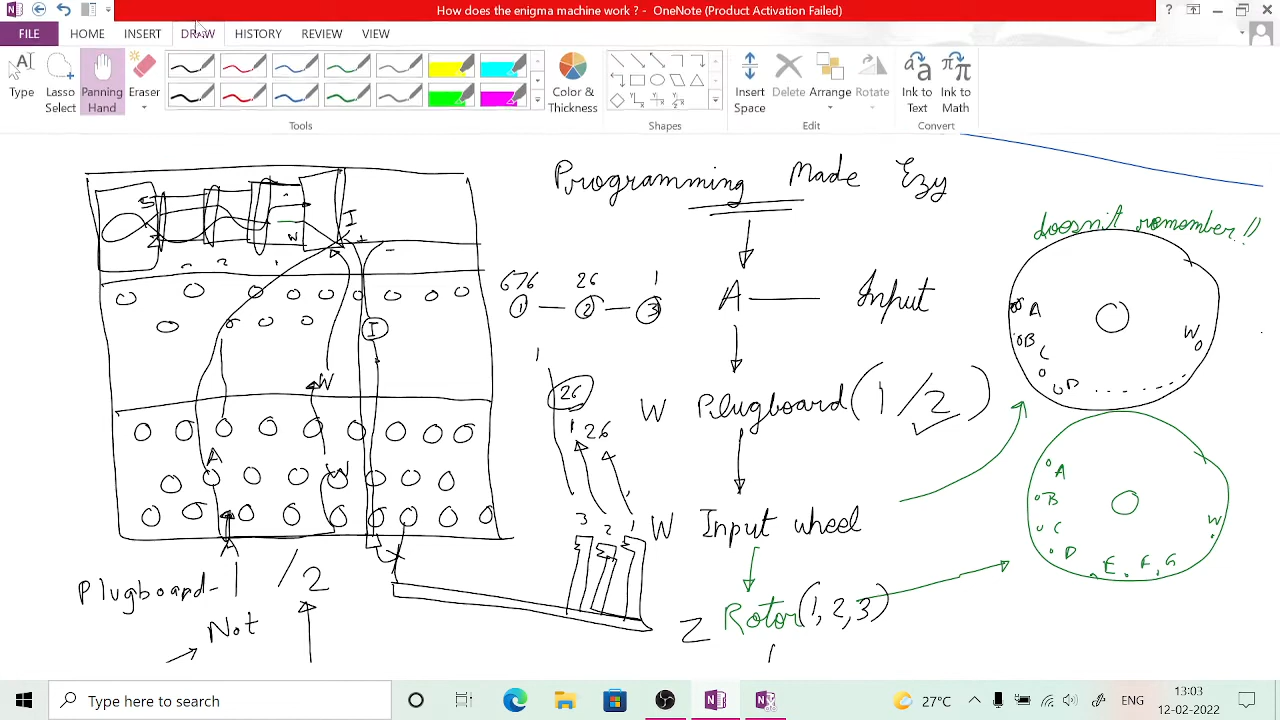 How does the enigma machine work ? - OneNote (Product Activation Failed)
FILE HOME INSERT DRAW HISTORY REVIEW VIEW
Type
Lasso Select
Panning Hand
Eraser
Color & Thickness
Insert Space
Delete
Arrange
Rotate
Ink to Text
Ink to Math
Tools
Shapes
Edit
Convert
Programming Made Ezy
doesn't remember!!
676 26 1
1 2 3
A Input
A
B
C
D
W
S
Z
W
I
I
W
1
26
1 26
W Plugboard (1/2)
A
W
3 2 1
W Input wheel
A
B
C
D
E F G
W
A
Plugboard - 1 / 2
Not
Z Rotor (1, 2, 3)
Type here to search
27°C
ENG
13:03
12-02-2022